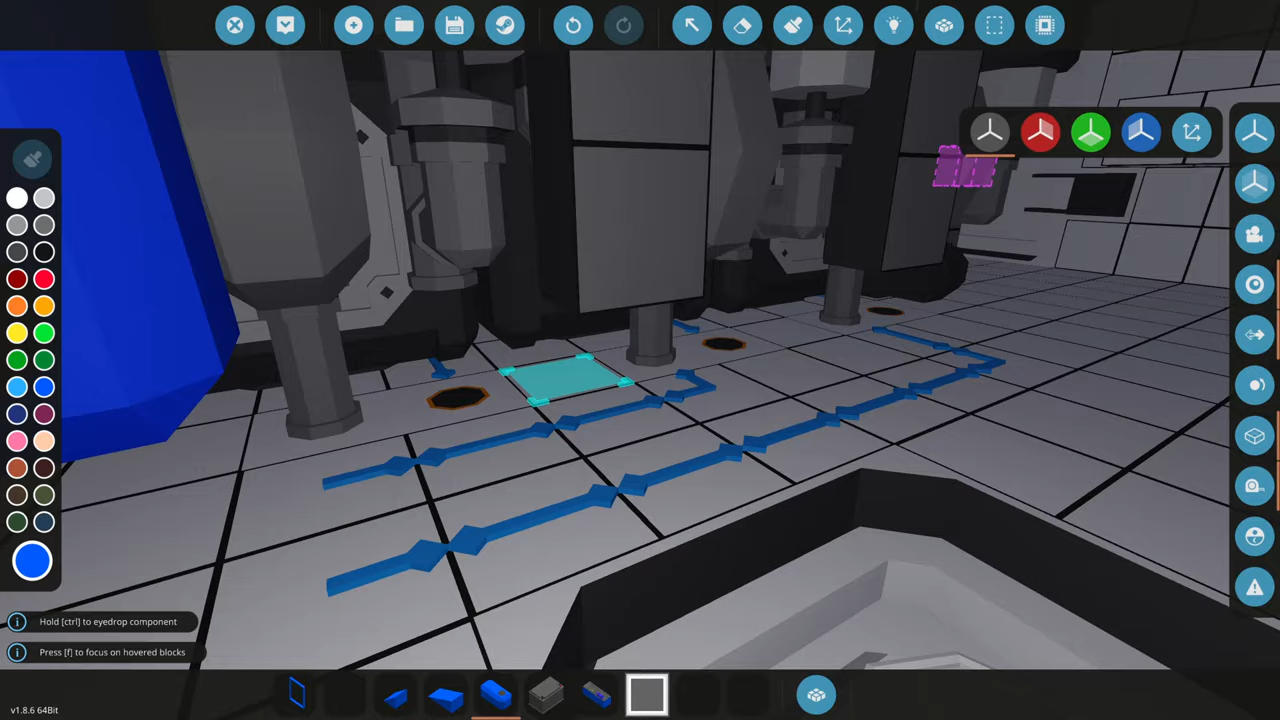 Hold [ctrl] to eyedrop component
Press [f] to focus on hovered blocks
v1.8.6 64Bit